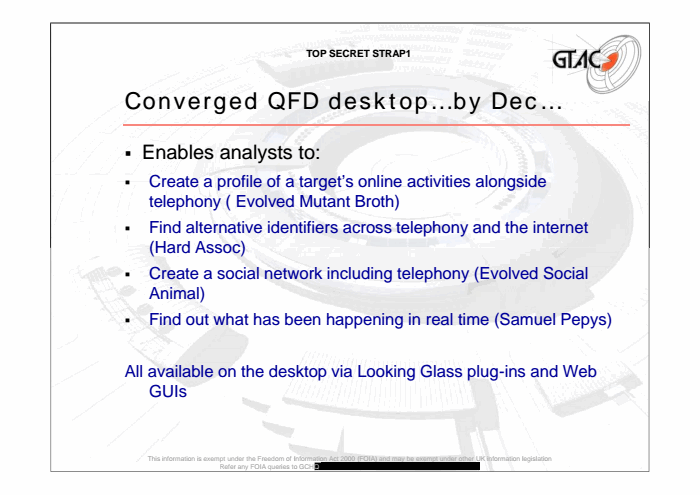 TOP SECRET STRAP1
GTAC
Converged QFD desktop...by Dec...
▪ Enables analysts to:
▪ Create a profile of a target's online activities alongside
telephony ( Evolved Mutant Broth)
▪ Find alternative identifiers across telephony and the internet
(Hard Assoc)
▪ Create a social network including telephony (Evolved Social
Animal)
▪ Find out what has been happening in real time (Samuel Pepys)
All available on the desktop via Looking Glass plug-ins and Web
GUIs
This information is exempt under the Freedom of Information Act 2000 (FOIA) and may be exempt under other UK information legislation
Refer any FOIA queries to GCHQ